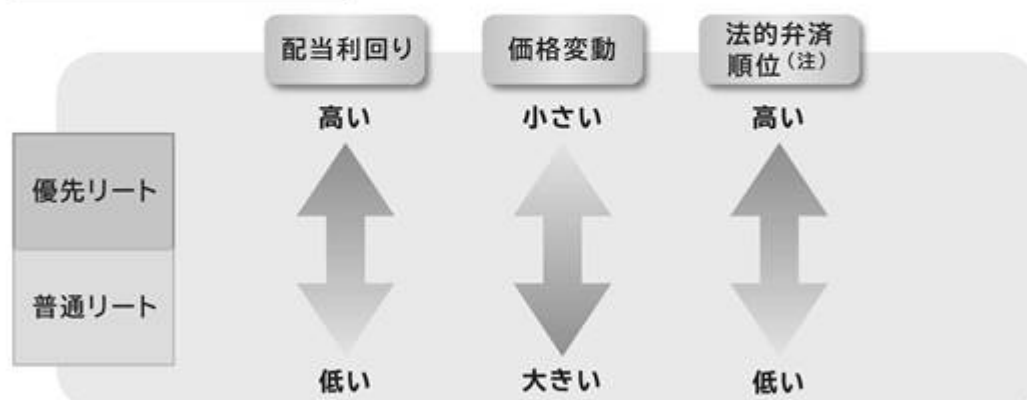 配当利回り
価格変動
法的弁済
順位(注)
高い
小さい
高い
優先リート
普通リート
低い
大きい
低い